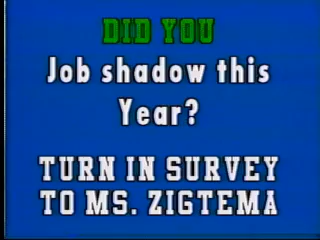 DID YOU
Job shadow this
Year?
TURN IN SURVEY
TO MS. ZIGTEMA